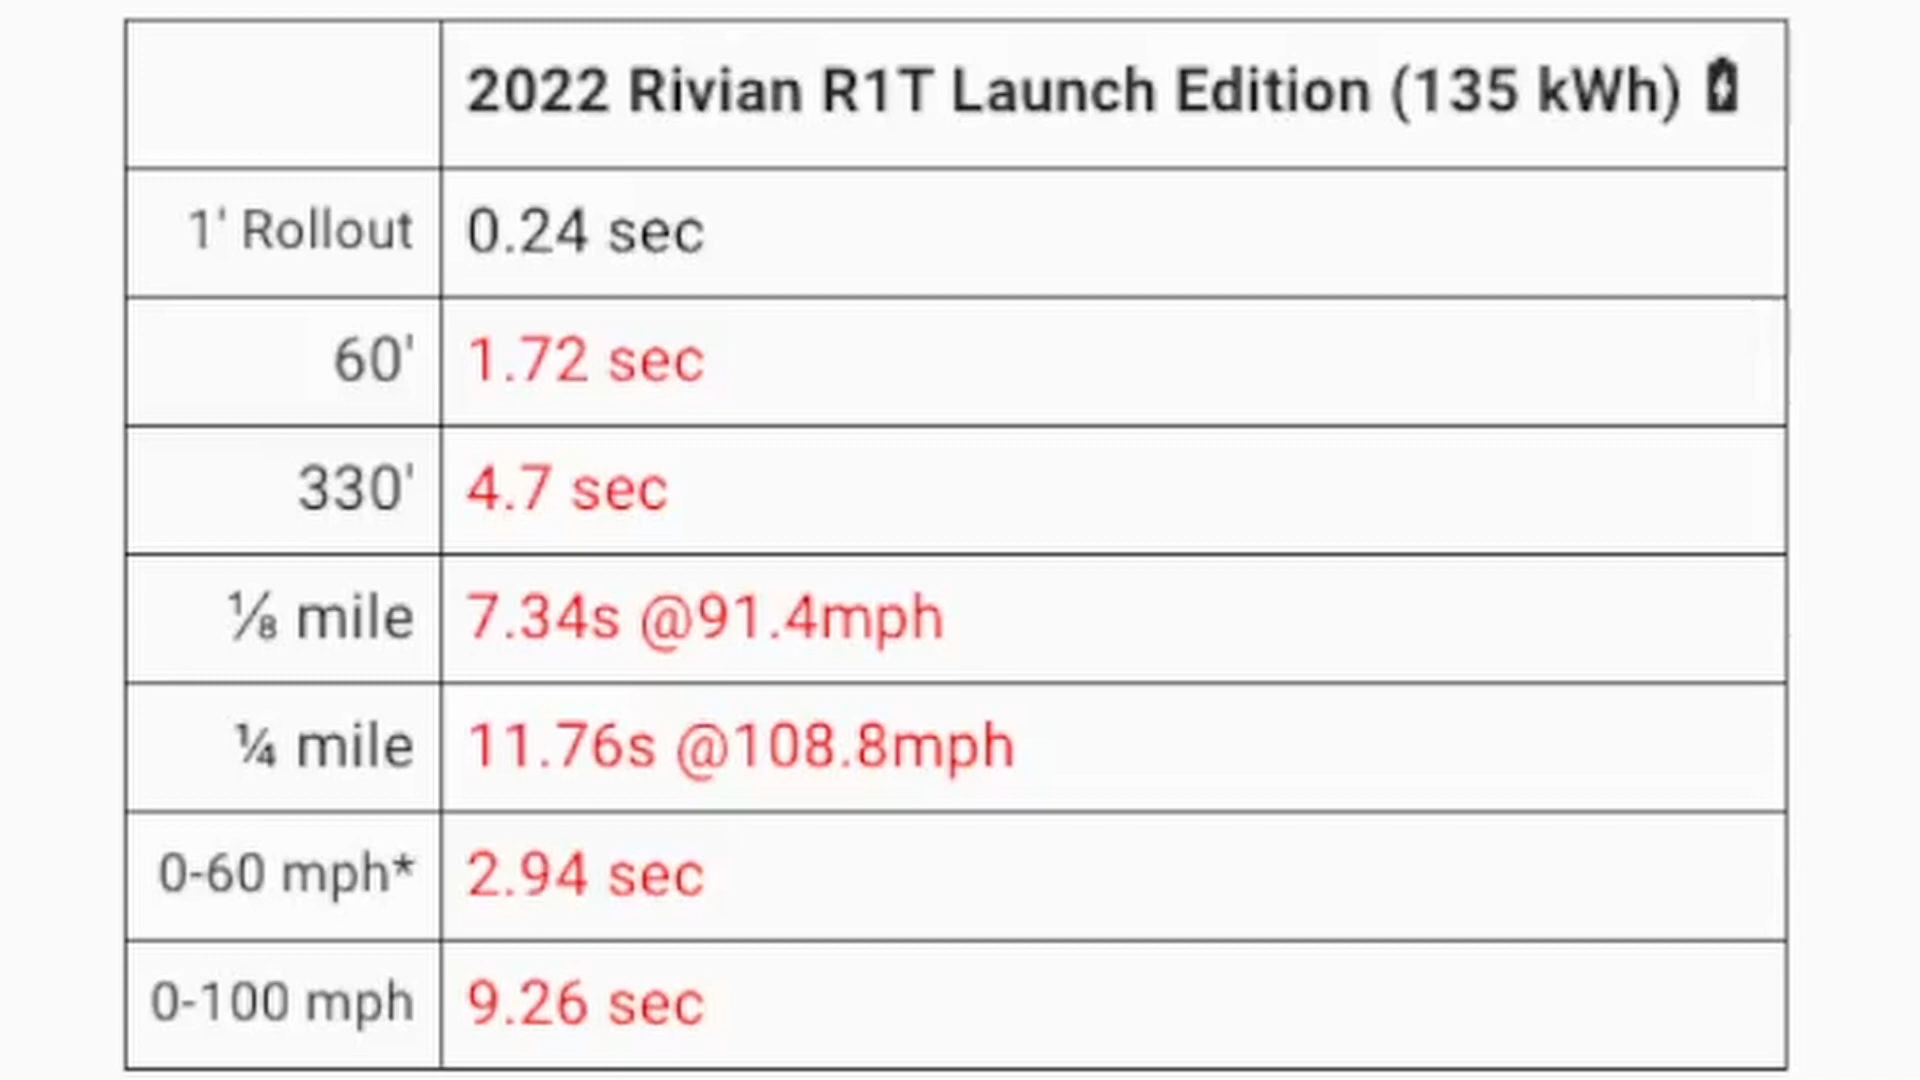 2022 Rivian R1T Launch Edition (135 kWh)
1' Rollout 0.24 sec
60' 1.72 sec
330' 4.7 sec
⅛ mile 7.34s @91.4mph
¼ mile 11.76s @108.8mph
0-60 mph* 2.94 sec
0-100 mph 9.26 sec